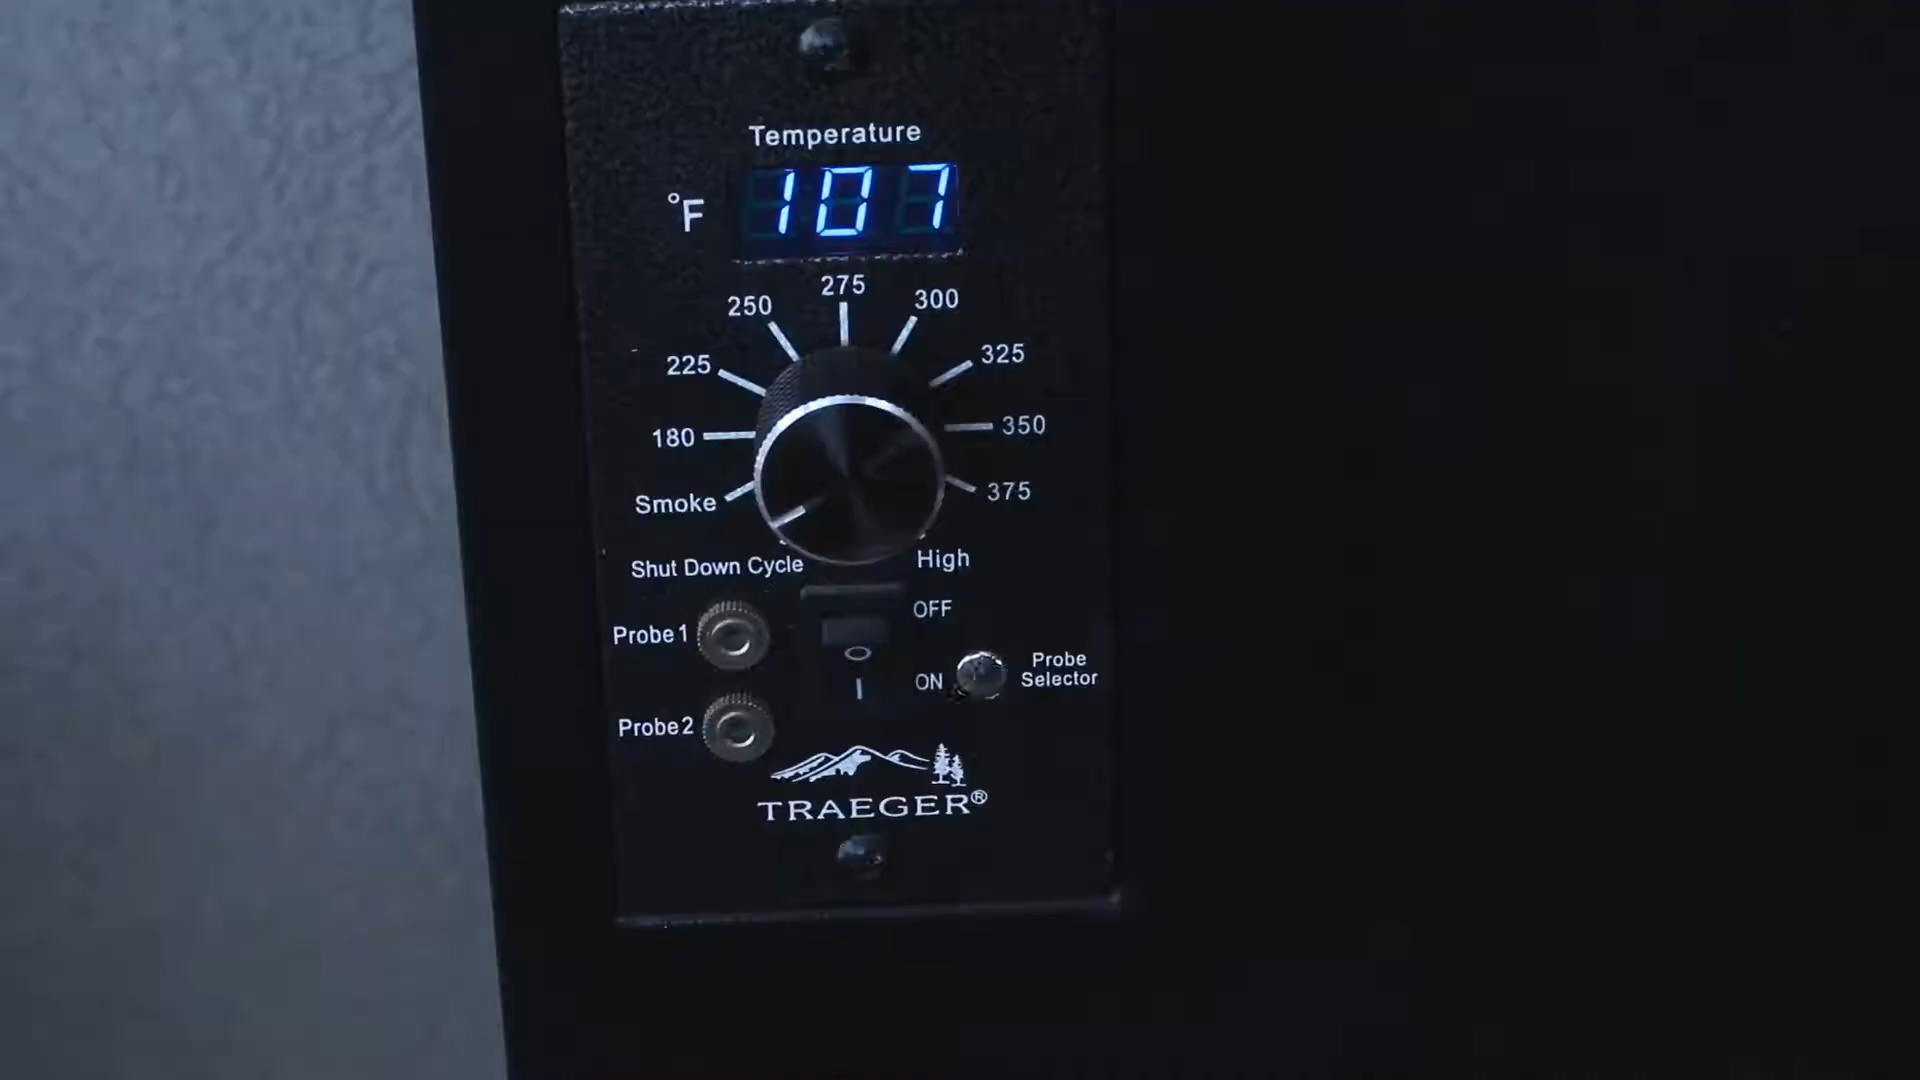 Temperature
°F 107
275
250
300
225
325
180
350
Smoke
375
Shut Down Cycle
High
OFF
Probe 1
O
Probe
Selector
ON
I
Probe 2
TRAEGER®